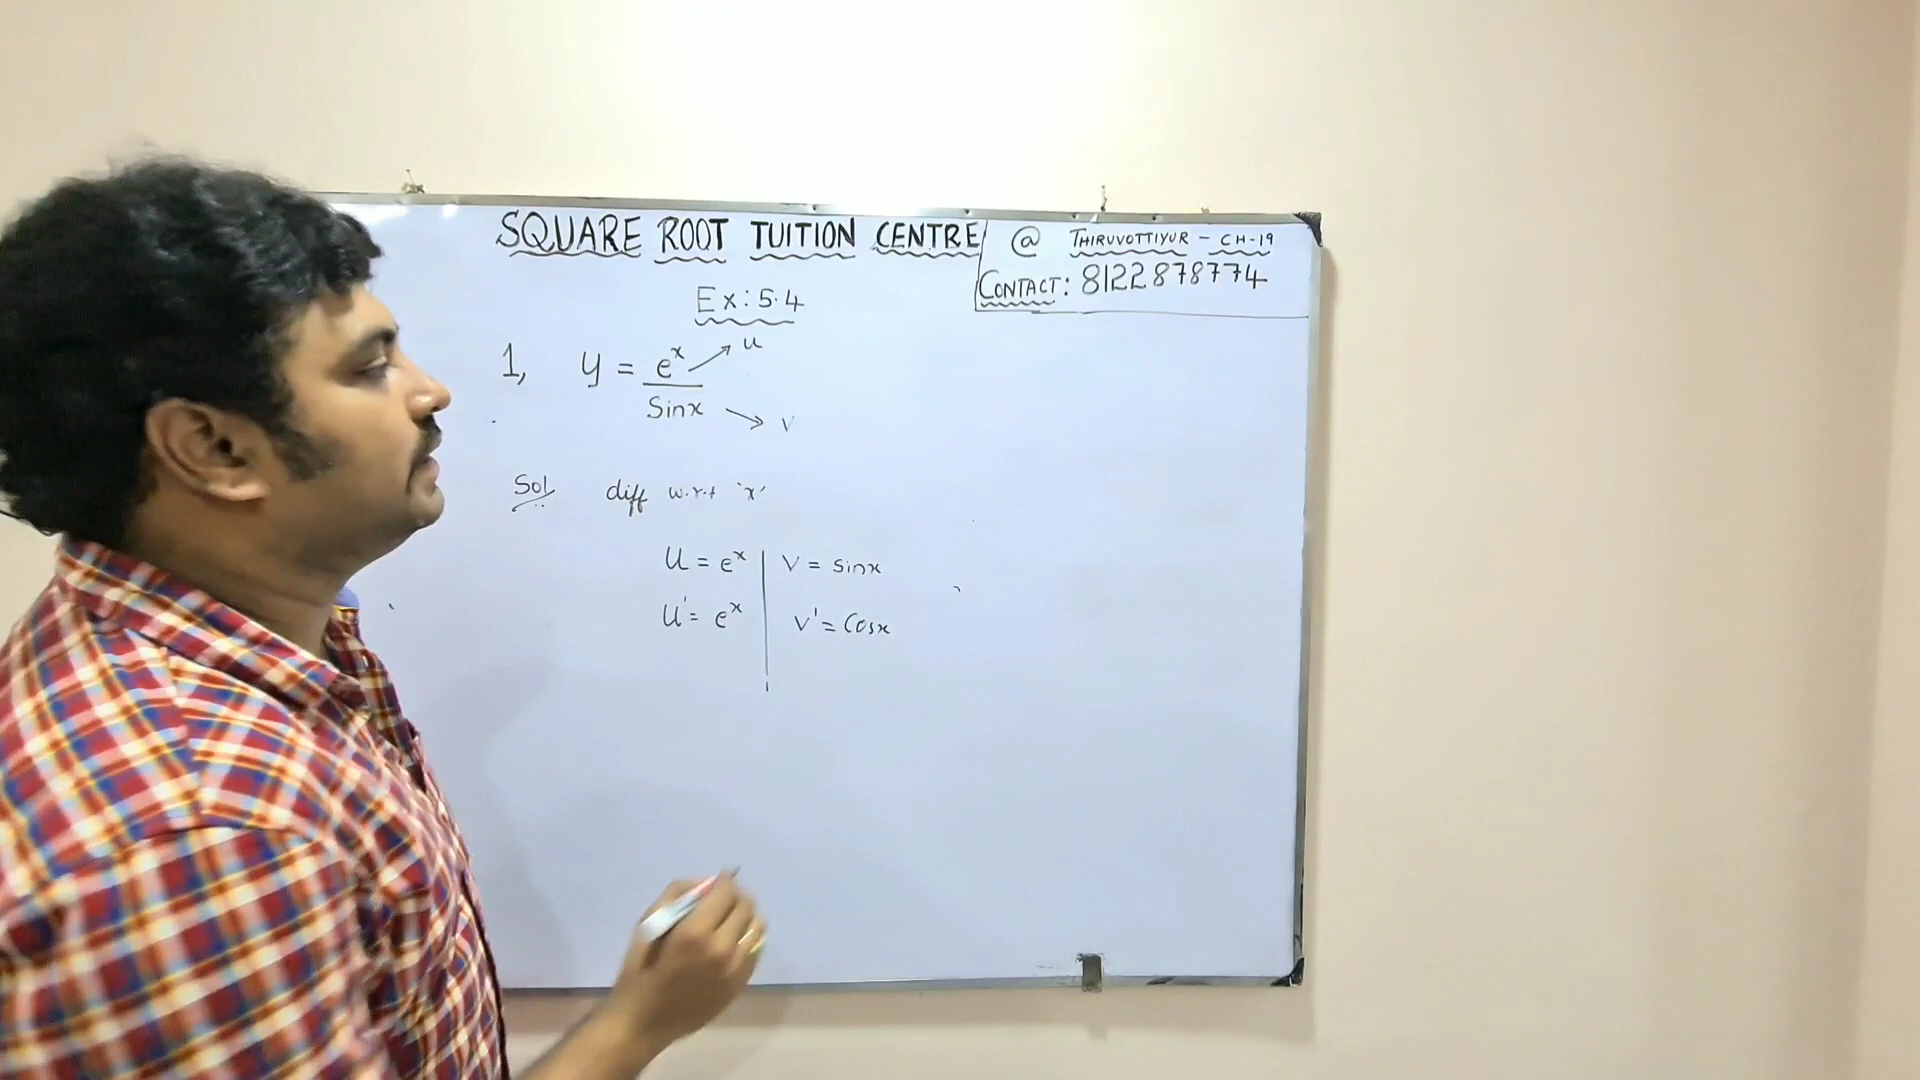 SQUARE ROOT TUITION CENTRE @ THIRUVOTTIYUR - CH-19
CONTACT: 8122878774
Ex: 5.4
1, y = e^x / Sinx
u
v
Sol diff w.r.t 'x'
u = e^x | v = sinx
u' = e^x | v' = Cosx